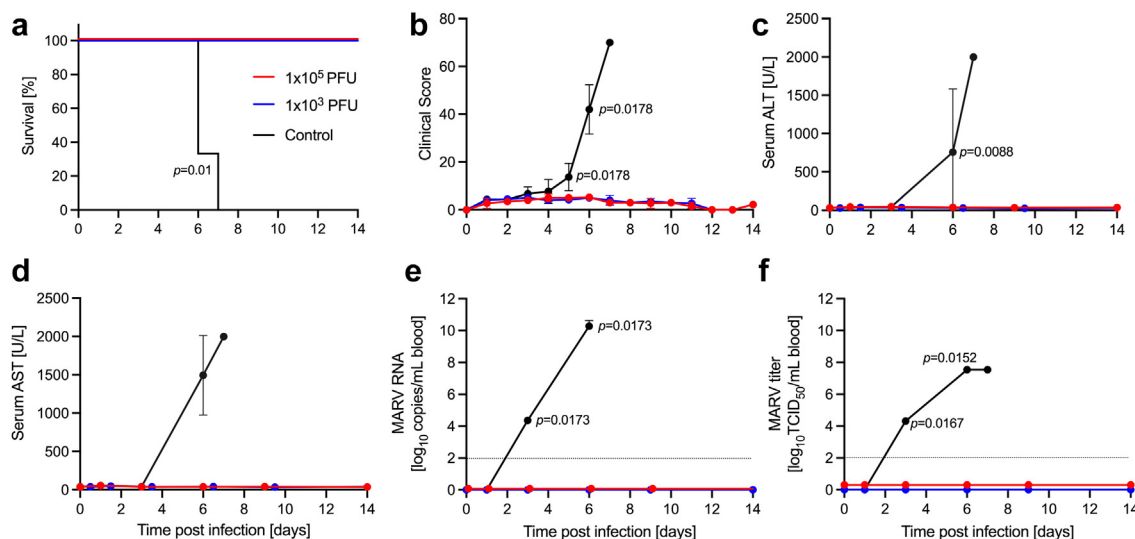 a
Survival [%]
100
80
60
40
20
0
0 2 4 6 8 10 12 14
p=0.01
1x10⁵ PFU
1x10³ PFU
Control
b
Clinical Score
80
60
40
20
0
0 2 4 6 8 10 12 14
p=0.0178
p=0.0178
c
Serum ALT [U/L]
2500
2000
1500
1000
500
0
0 2 4 6 8 10 12 14
p=0.0088
d
Serum AST [U/L]
2500
2000
1500
1000
500
0
0 2 4 6 8 10 12 14
Time post infection [days]
e
MARV RNA
[log₁₀ copies/mL blood]
12
10
8
6
4
2
0
0 2 4 6 8 10 12 14
p=0.0173
p=0.0173
Time post infection [days]
f
MARV titer
[log₁₀TCID₅₀/mL blood]
12
10
8
6
4
2
0
0 2 4 6 8 10 12 14
p=0.0152
p=0.0167
Time post infection [days]